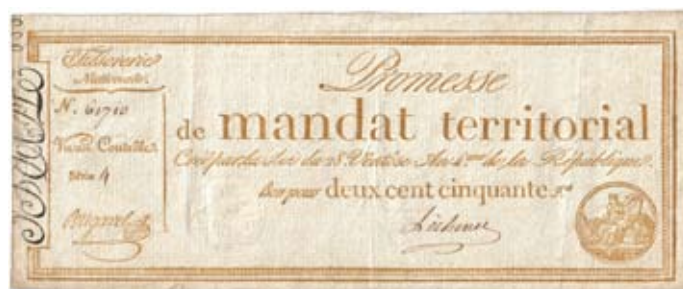 Trésorerie
Nationale.
N. 61710
série 4
Promesse
de mandat territorial
Créé par la Loi du 28 Ventôse An 4.me de la République.
Bon pour deux cent cinquante